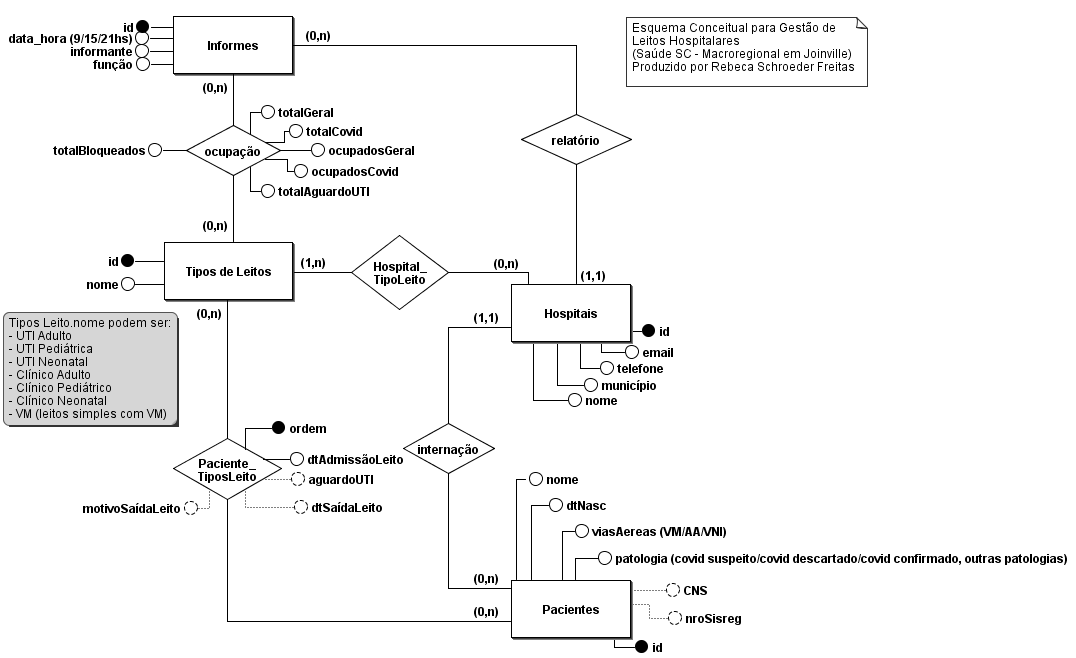 id
data_hora (9/15/21hs)
informante
função
Informes
(0,n)
Esquema Conceitual para Gestão de
Leitos Hospitalares
(Saúde SC - Macroregional em Joinville)
Produzido por Rebeca Schroeder Freitas
(0,n)
totalGeral
totalCovid
totalBloqueados
ocupação
ocupadosGeral
ocupadosCovid
totalAguardoUTI
relatório
(0,n)
id
nome
Tipos de Leitos
(1,n)
Hospital_
TipoLeito
(0,n)
(1,1)
(0,n)
Tipos Leito.nome podem ser:
- UTI Adulto
- UTI Pediátrica
- UTI Neonatal
- Clínico Adulto
- Clínico Pediátrico
- Clínico Neonatal
- VM (leitos simples com VM)
(1,1)
Hospitais
id
email
telefone
município
nome
ordem
Paciente_
TiposLeito
dtAdmissãoLeito
aguardoUTI
motivoSaídaLeito
dtSaídaLeito
internação
nome
dtNasc
viasAereas (VM/AA/VNI)
patologia (covid suspeito/covid descartado/covid confirmado, outras patologias)
(0,n)
(0,n)
Pacientes
CNS
nroSisreg
id